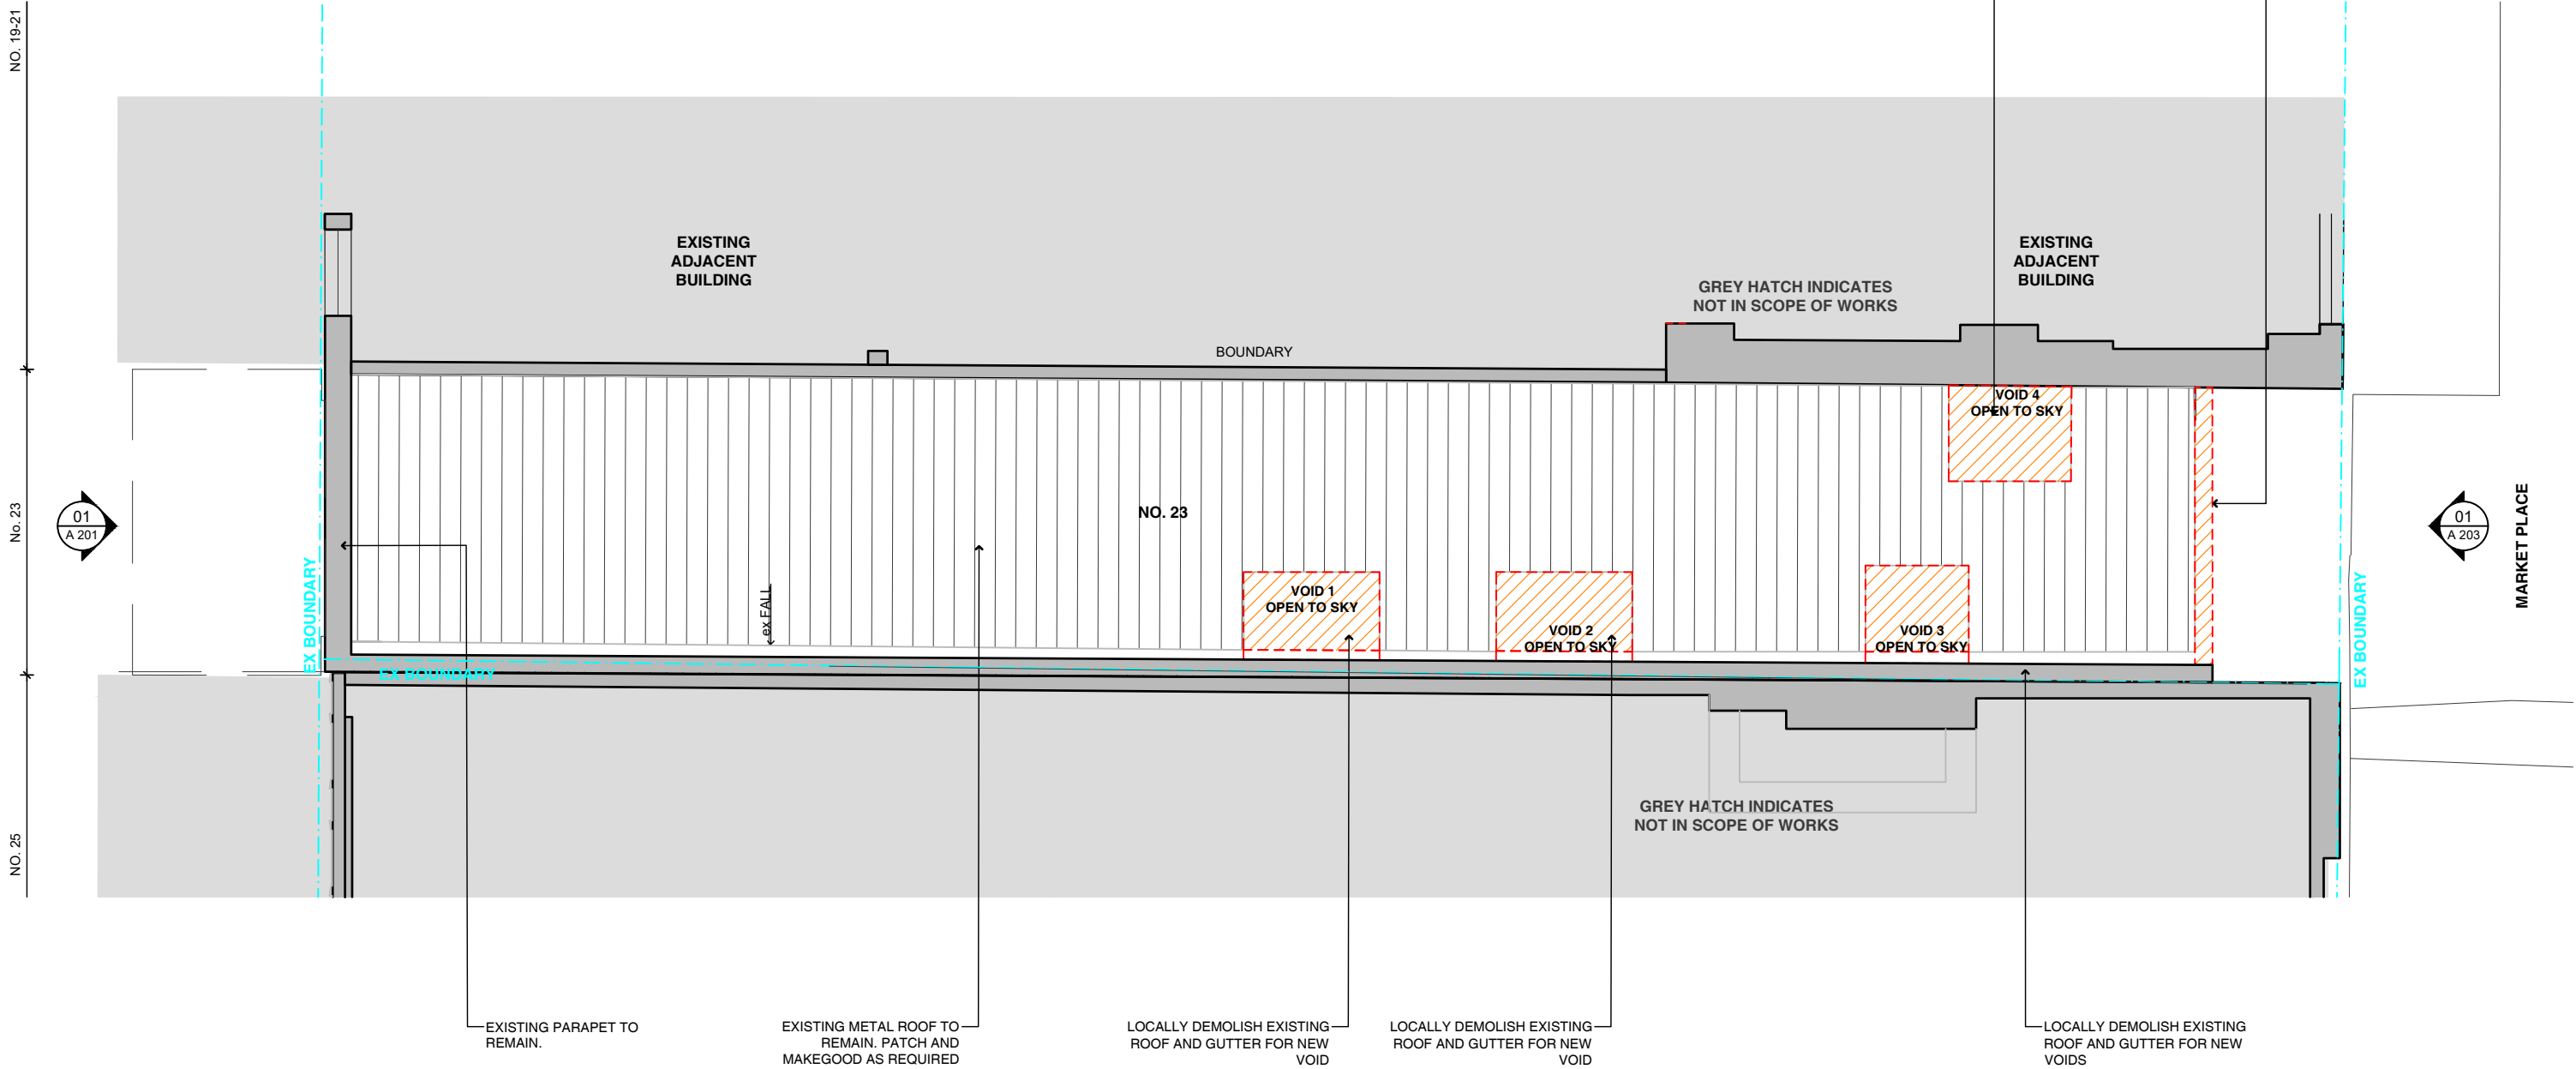 NO. 19-21
EXISTING
ADJACENT
BUILDING
EXISTING
ADJACENT
BUILDING
GREY HATCH INDICATES
NOT IN SCOPE OF WORKS
BOUNDARY
VOID 4
OPEN TO SKY
No. 23
01
A 201
EX BOUNDARY
NO. 23
01
A 203
MARKET PLACE
EX BOUNDARY
ex FALL
VOID 1
OPEN TO SKY
VOID 2
OPEN TO SKY
VOID 3
OPEN TO SKY
EX BOUNDARY
NO. 25
GREY HATCH INDICATES
NOT IN SCOPE OF WORKS
EXISTING PARAPET TO
REMAIN.
EXISTING METAL ROOF TO
REMAIN. PATCH AND
MAKEGOOD AS REQUIRED
LOCALLY DEMOLISH EXISTING
ROOF AND GUTTER FOR NEW
VOID
LOCALLY DEMOLISH EXISTING
ROOF AND GUTTER FOR NEW
VOID
LOCALLY DEMOLISH EXISTING
ROOF AND GUTTER FOR NEW
VOIDS